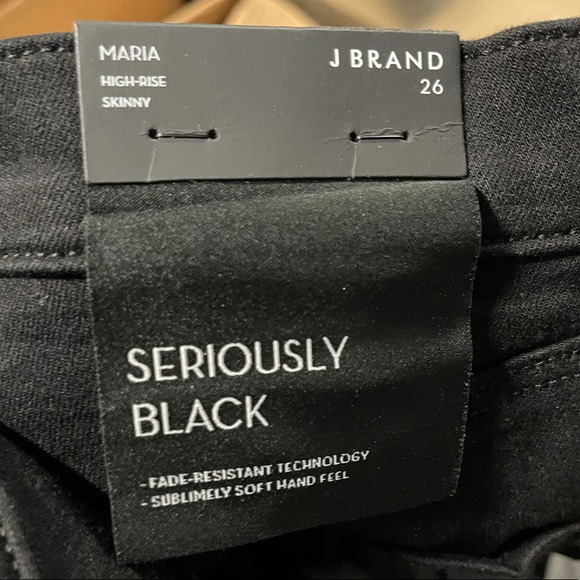 MARIA
HIGH-RISE
SKINNY
J BRAND
26
SERIOUSLY
BLACK
-FADE-RESISTANT TECHNOLOGY
-SUBLIMELY SOFT HAND FEEL